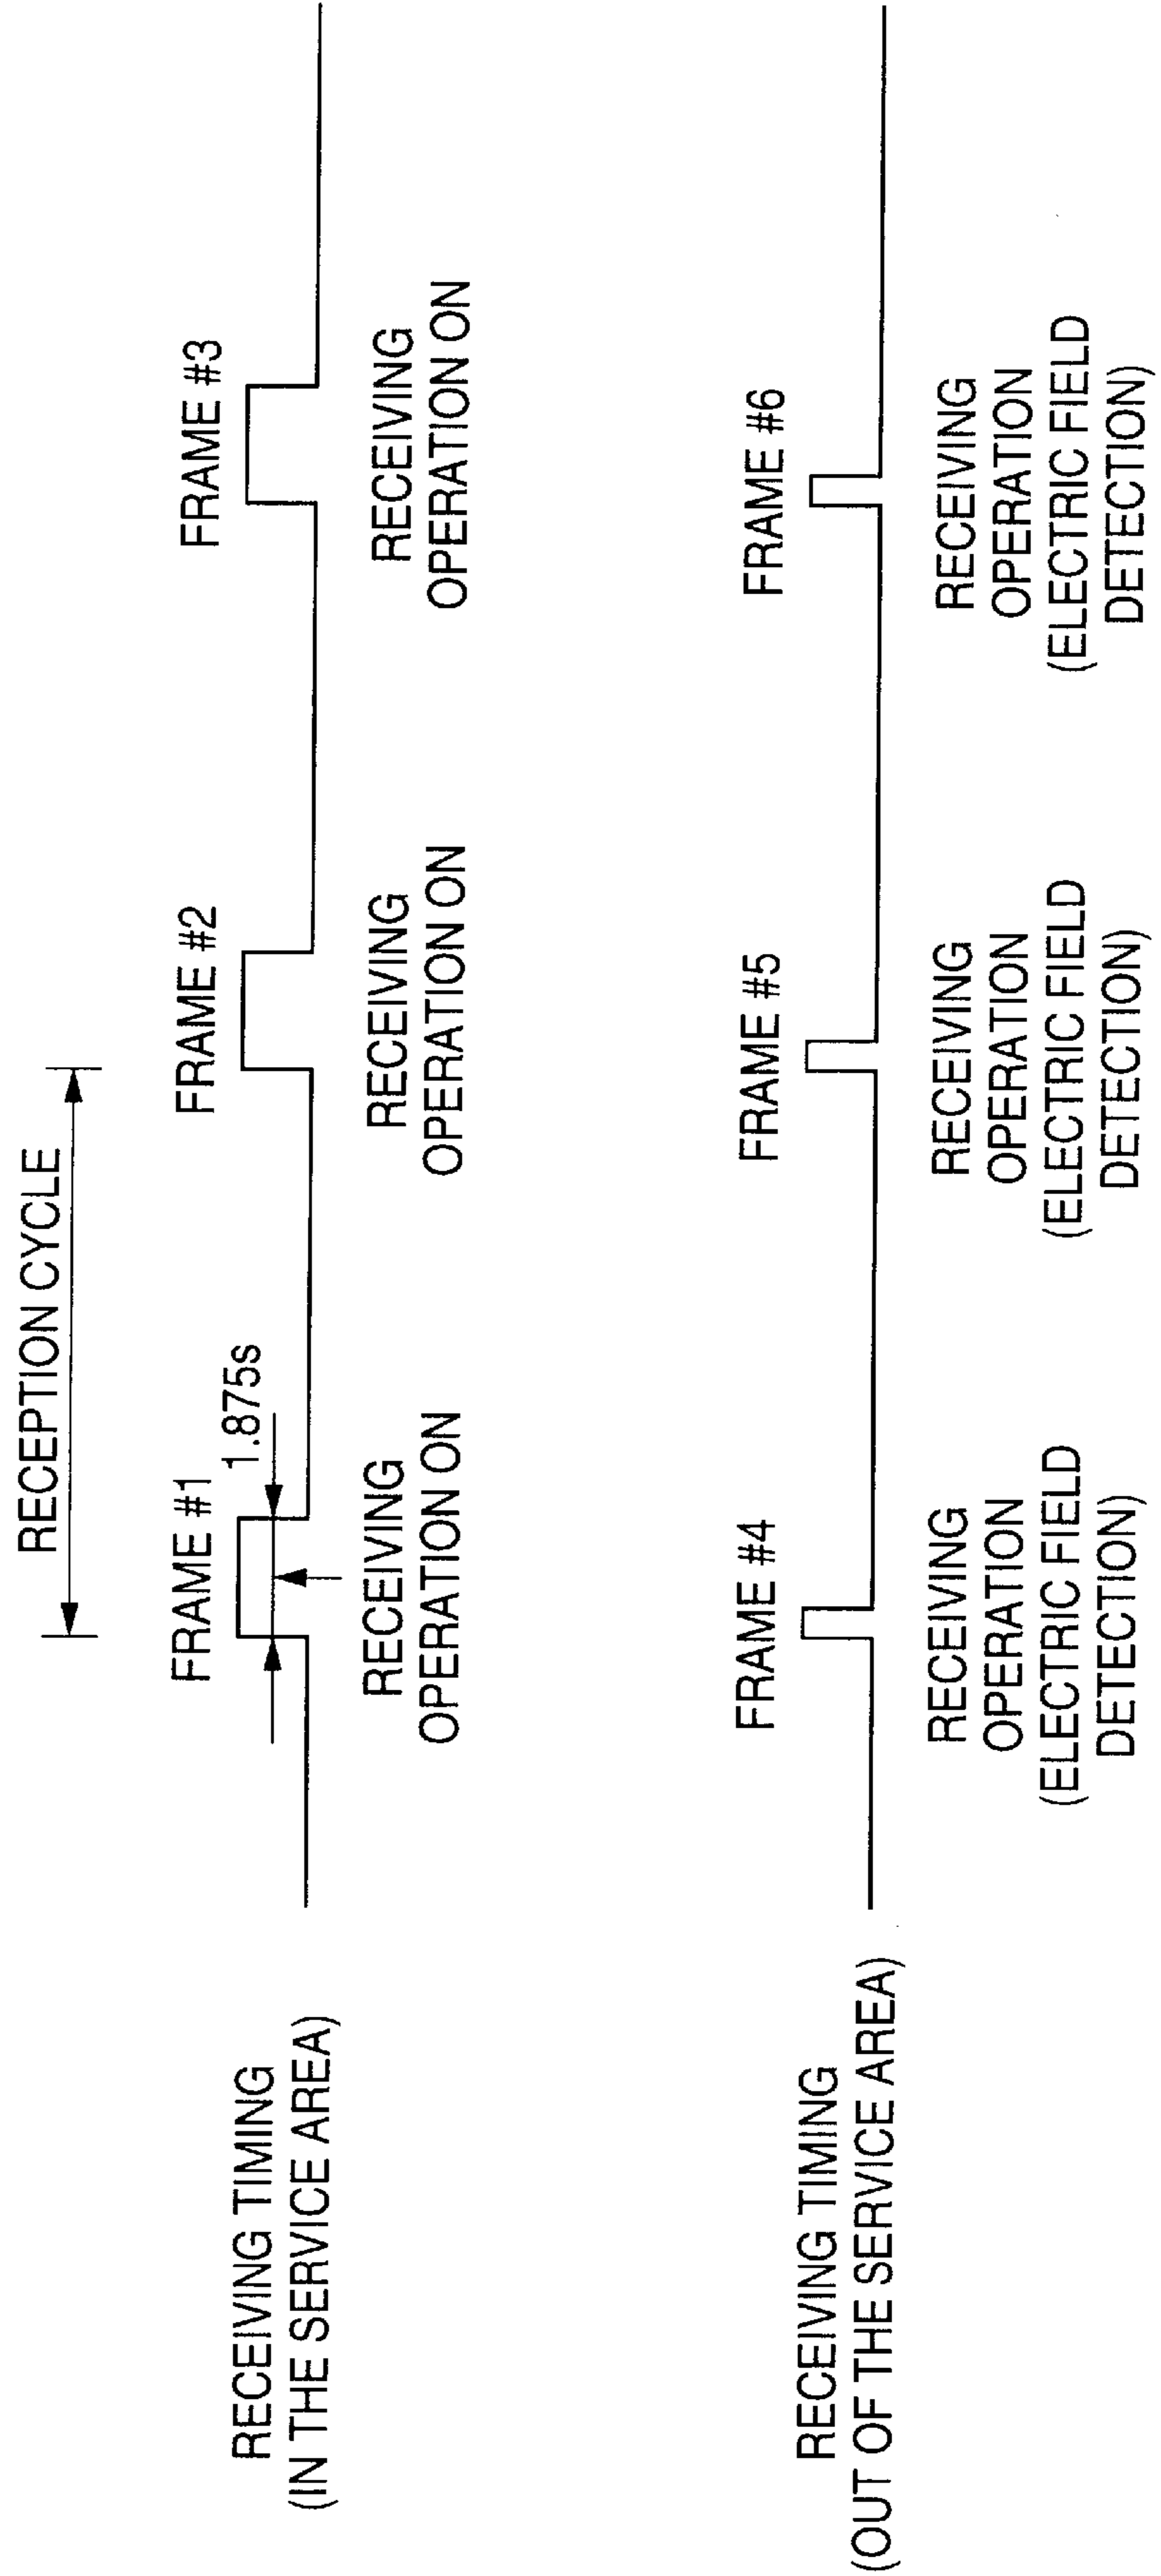 RECEPTION CYCLE
FRAME #1
FRAME #2
FRAME #3
1.875s
RECEIVING TIMING
(IN THE SERVICE AREA)
RECEIVING
OPERATION ON
RECEIVING
OPERATION ON
RECEIVING
OPERATION ON
FRAME #4
FRAME #5
FRAME #6
RECEIVING TIMING
(OUT OF THE SERVICE AREA)
RECEIVING
OPERATION
(ELECTRIC FIELD
DETECTION)
RECEIVING
OPERATION
(ELECTRIC FIELD
DETECTION)
RECEIVING
OPERATION
(ELECTRIC FIELD
DETECTION)